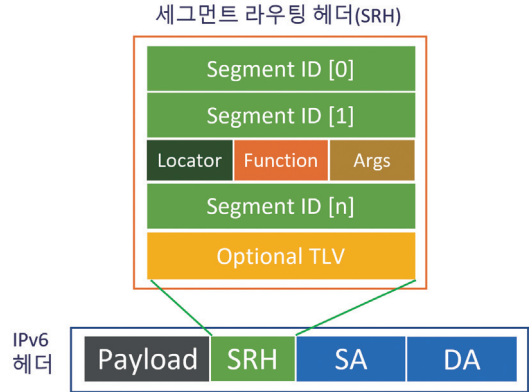 세그먼트 라우팅 헤더(SRH)
Segment ID [0]
Segment ID [1]
Locator Function Args
Segment ID [n]
Optional TLV
IPv6
헤더
Payload SRH SA DA